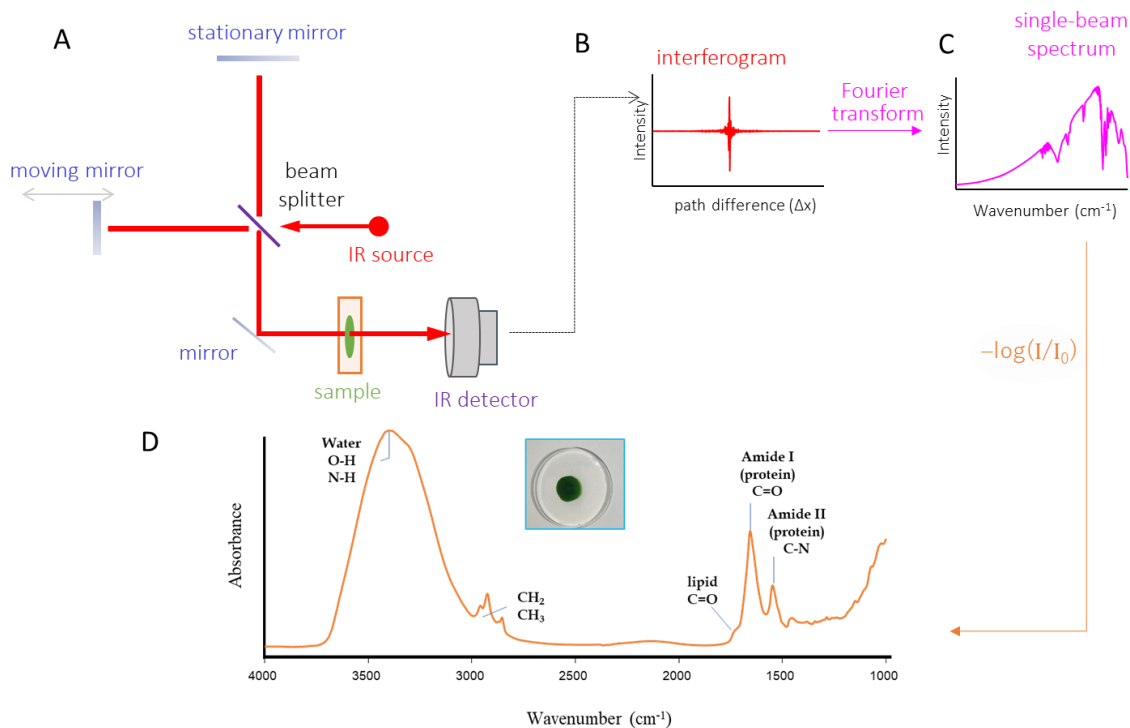 A
stationary mirror
moving mirror
beam
splitter
IR source
mirror
sample
IR detector
B
interferogram
Intensity
path difference (Δx)
Fourier
transform
single-beam
spectrum
C
Intensity
Wavenumber (cm⁻¹)
–log(I/I₀)
D
Water
O-H
N-H
CH₂
CH₃
lipid
C=O
Amide I
(protein)
C=O
Amide II
(protein)
C-N
Absorbance
4000 3500 3000 2500 2000 1500 1000
Wavenumber (cm⁻¹)